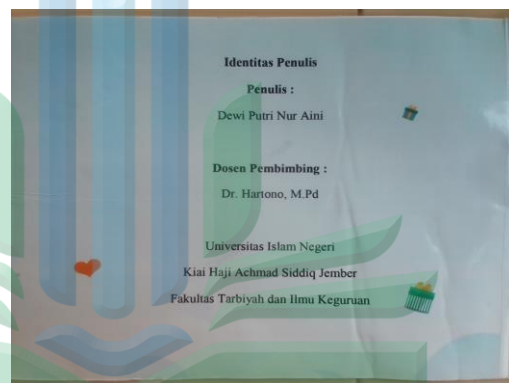 Identitas Penulis
Penulis :
Dewi Putri Nur Aini
Dosen Pembimbing :
Dr. Hartono, M.Pd
Universitas Islam Negeri
Kiai Haji Achmad Siddiq Jember
Fakultas Tarbiyah dan Ilmu Keguruan